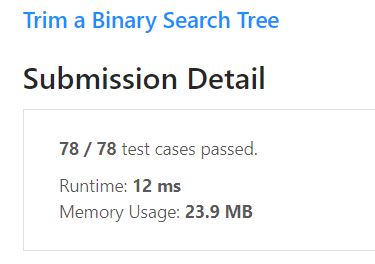 Trim a Binary Search Tree
Submission Detail
78 / 78 test cases passed.
Runtime: 12 ms
Memory Usage: 23.9 MB